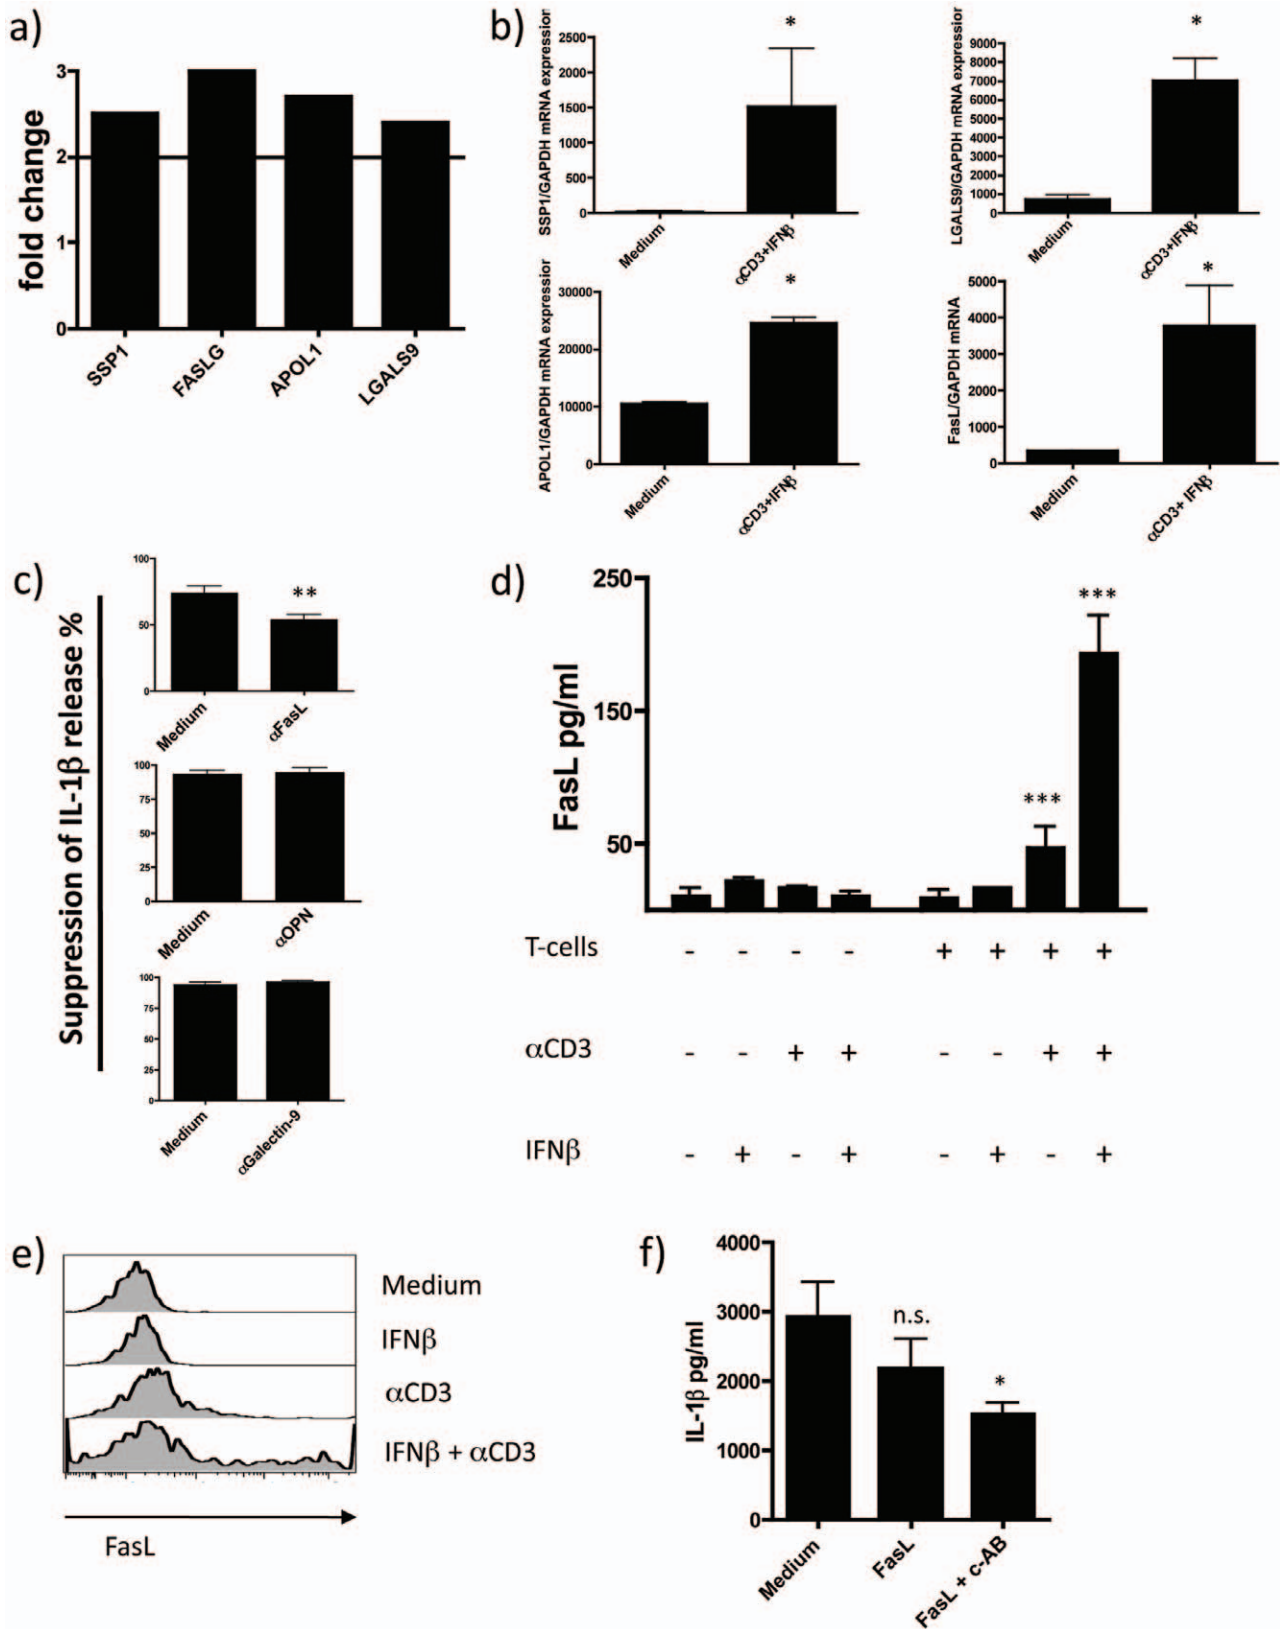 a)
fold change
3
2
1
0
SSP1
FASLG
APOL1
LGALS9
b)
SSP1/GAPDH mRNA expression
2500
2000
1500
1000
500
0
*
Medium
αCD3+IFNβ
LGALS9/GAPDH mRNA expression
9000
8000
7000
6000
5000
4000
3000
2000
1000
0
*
Medium
αCD3+IFNβ
APOL1/GAPDH mRNA expression
30000
20000
10000
0
*
Medium
αCD3+IFNβ
FasL/GAPDH mRNA
5000
4000
3000
2000
1000
0
*
Medium
αCD3+ IFNβ
c)
Suppression of IL-1β release %
100
50
0
**
Medium
αFasL
100
75
50
25
0
Medium
αOPN
100
75
50
25
0
Medium
αGalectin-9
d)
FasL pg/ml
250
150
50
***
***
T-cells - - - - + + + +
αCD3 - - + + - - + +
IFNβ - + - + - + - +
e)
Medium
IFNβ
αCD3
IFNβ + αCD3
FasL
f)
IL-1β pg/ml
4000
3000
2000
1000
0
n.s.
*
Medium
FasL
FasL + c-AB